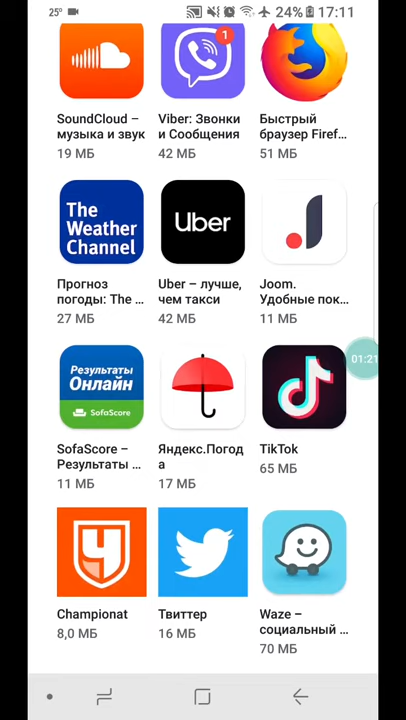 25°
24%
17:11
1
SoundCloud –
музыка и звук
19 МБ
Viber: Звонки
и Сообщения
42 МБ
Быстрый
браузер Firef...
51 МБ
The
Weather
Channel
Uber
Прогноз
погоды: The ...
27 МБ
Uber – лучше,
чем такси
42 МБ
Joom.
Удобные пок...
11 МБ
01:21
Результаты
Онлайн
SofaScore
SofaScore –
Результаты ...
11 МБ
Яндекс.Погод
а
17 МБ
TikTok
65 МБ
Ч
Championat
8,0 МБ
Твиттер
16 МБ
Waze –
социальный ...
70 МБ